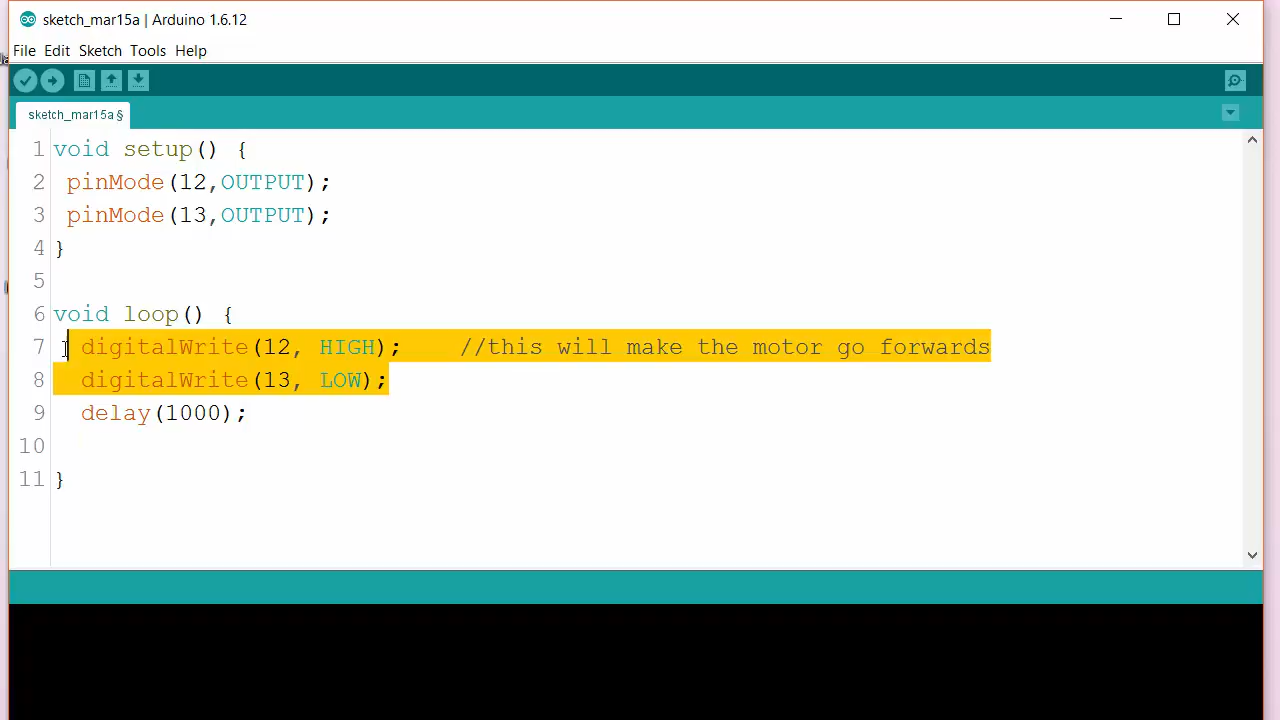 sketch_mar15a | Arduino 1.6.12
File Edit Sketch Tools Help
sketch_mar15a §
1 void setup() {
2 pinMode(12,OUTPUT);
3 pinMode(13,OUTPUT);
4 }
5
6 void loop() {
7 digitalWrite(12, HIGH); //this will make the motor go forwards
8 digitalWrite(13, LOW);
9 delay(1000);
10
11 }